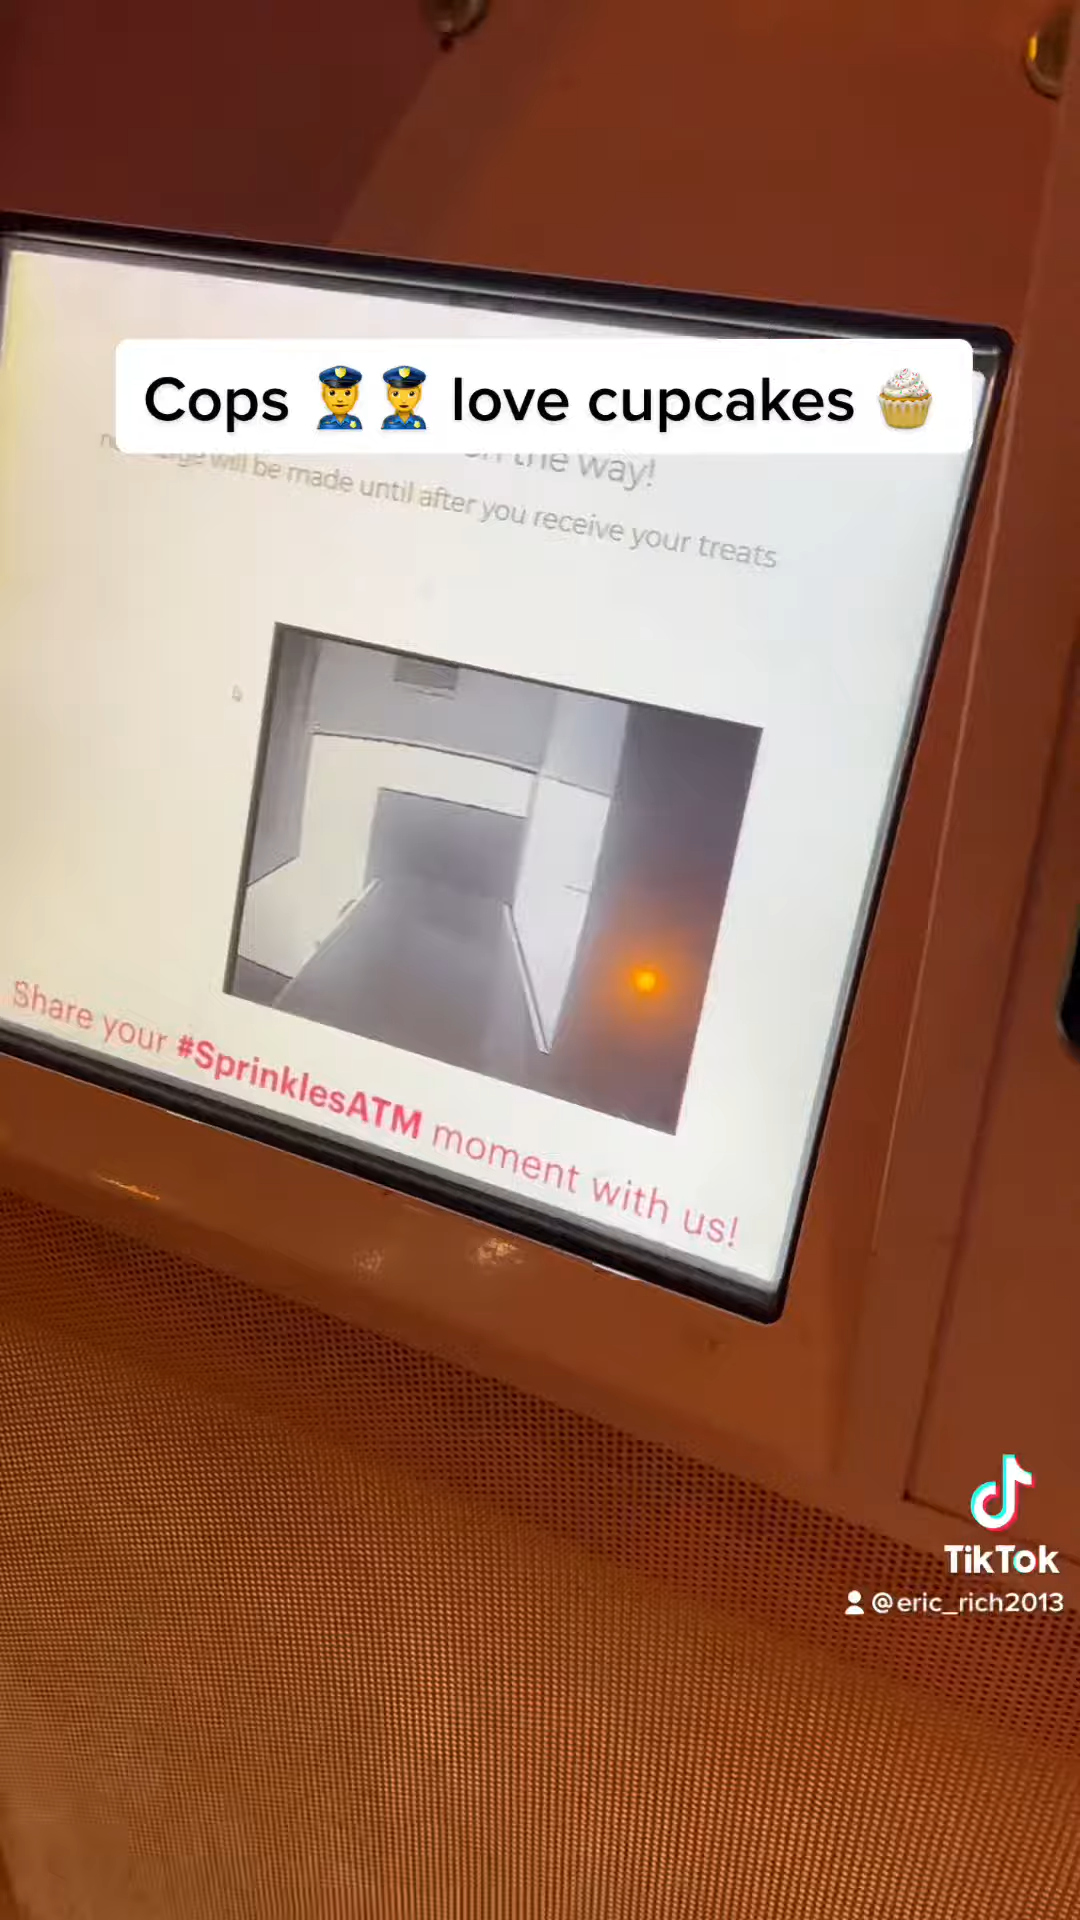 Cops 👮‍♂️👮 love cupcakes 🧁
the way!
will be made until after you receive your treats
Share your #SprinklesATM moment with us!
TikTok
@eric_rich2013